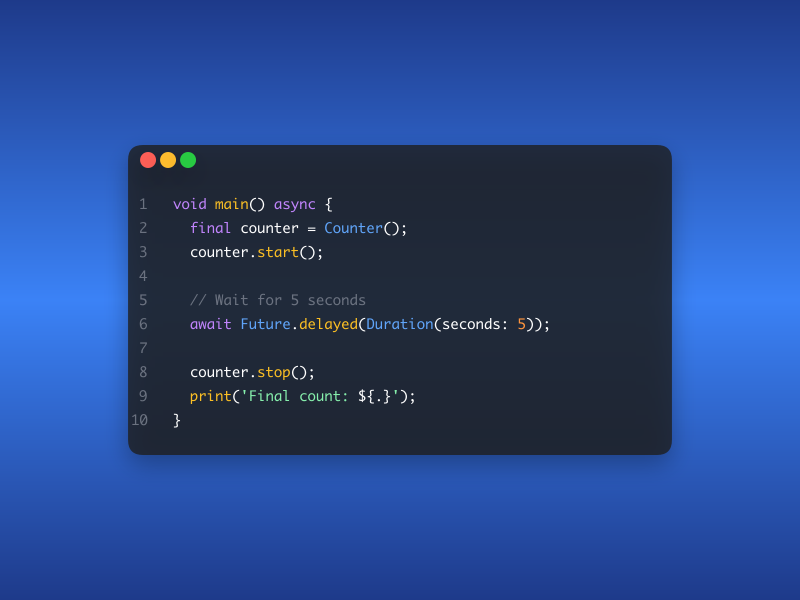 1 void main() async {
2 final counter = Counter();
3 counter.start();
4
5 // Wait for 5 seconds
6 await Future.delayed(Duration(seconds: 5));
7
8 counter.stop();
9 print('Final count: ${.}');
10 }